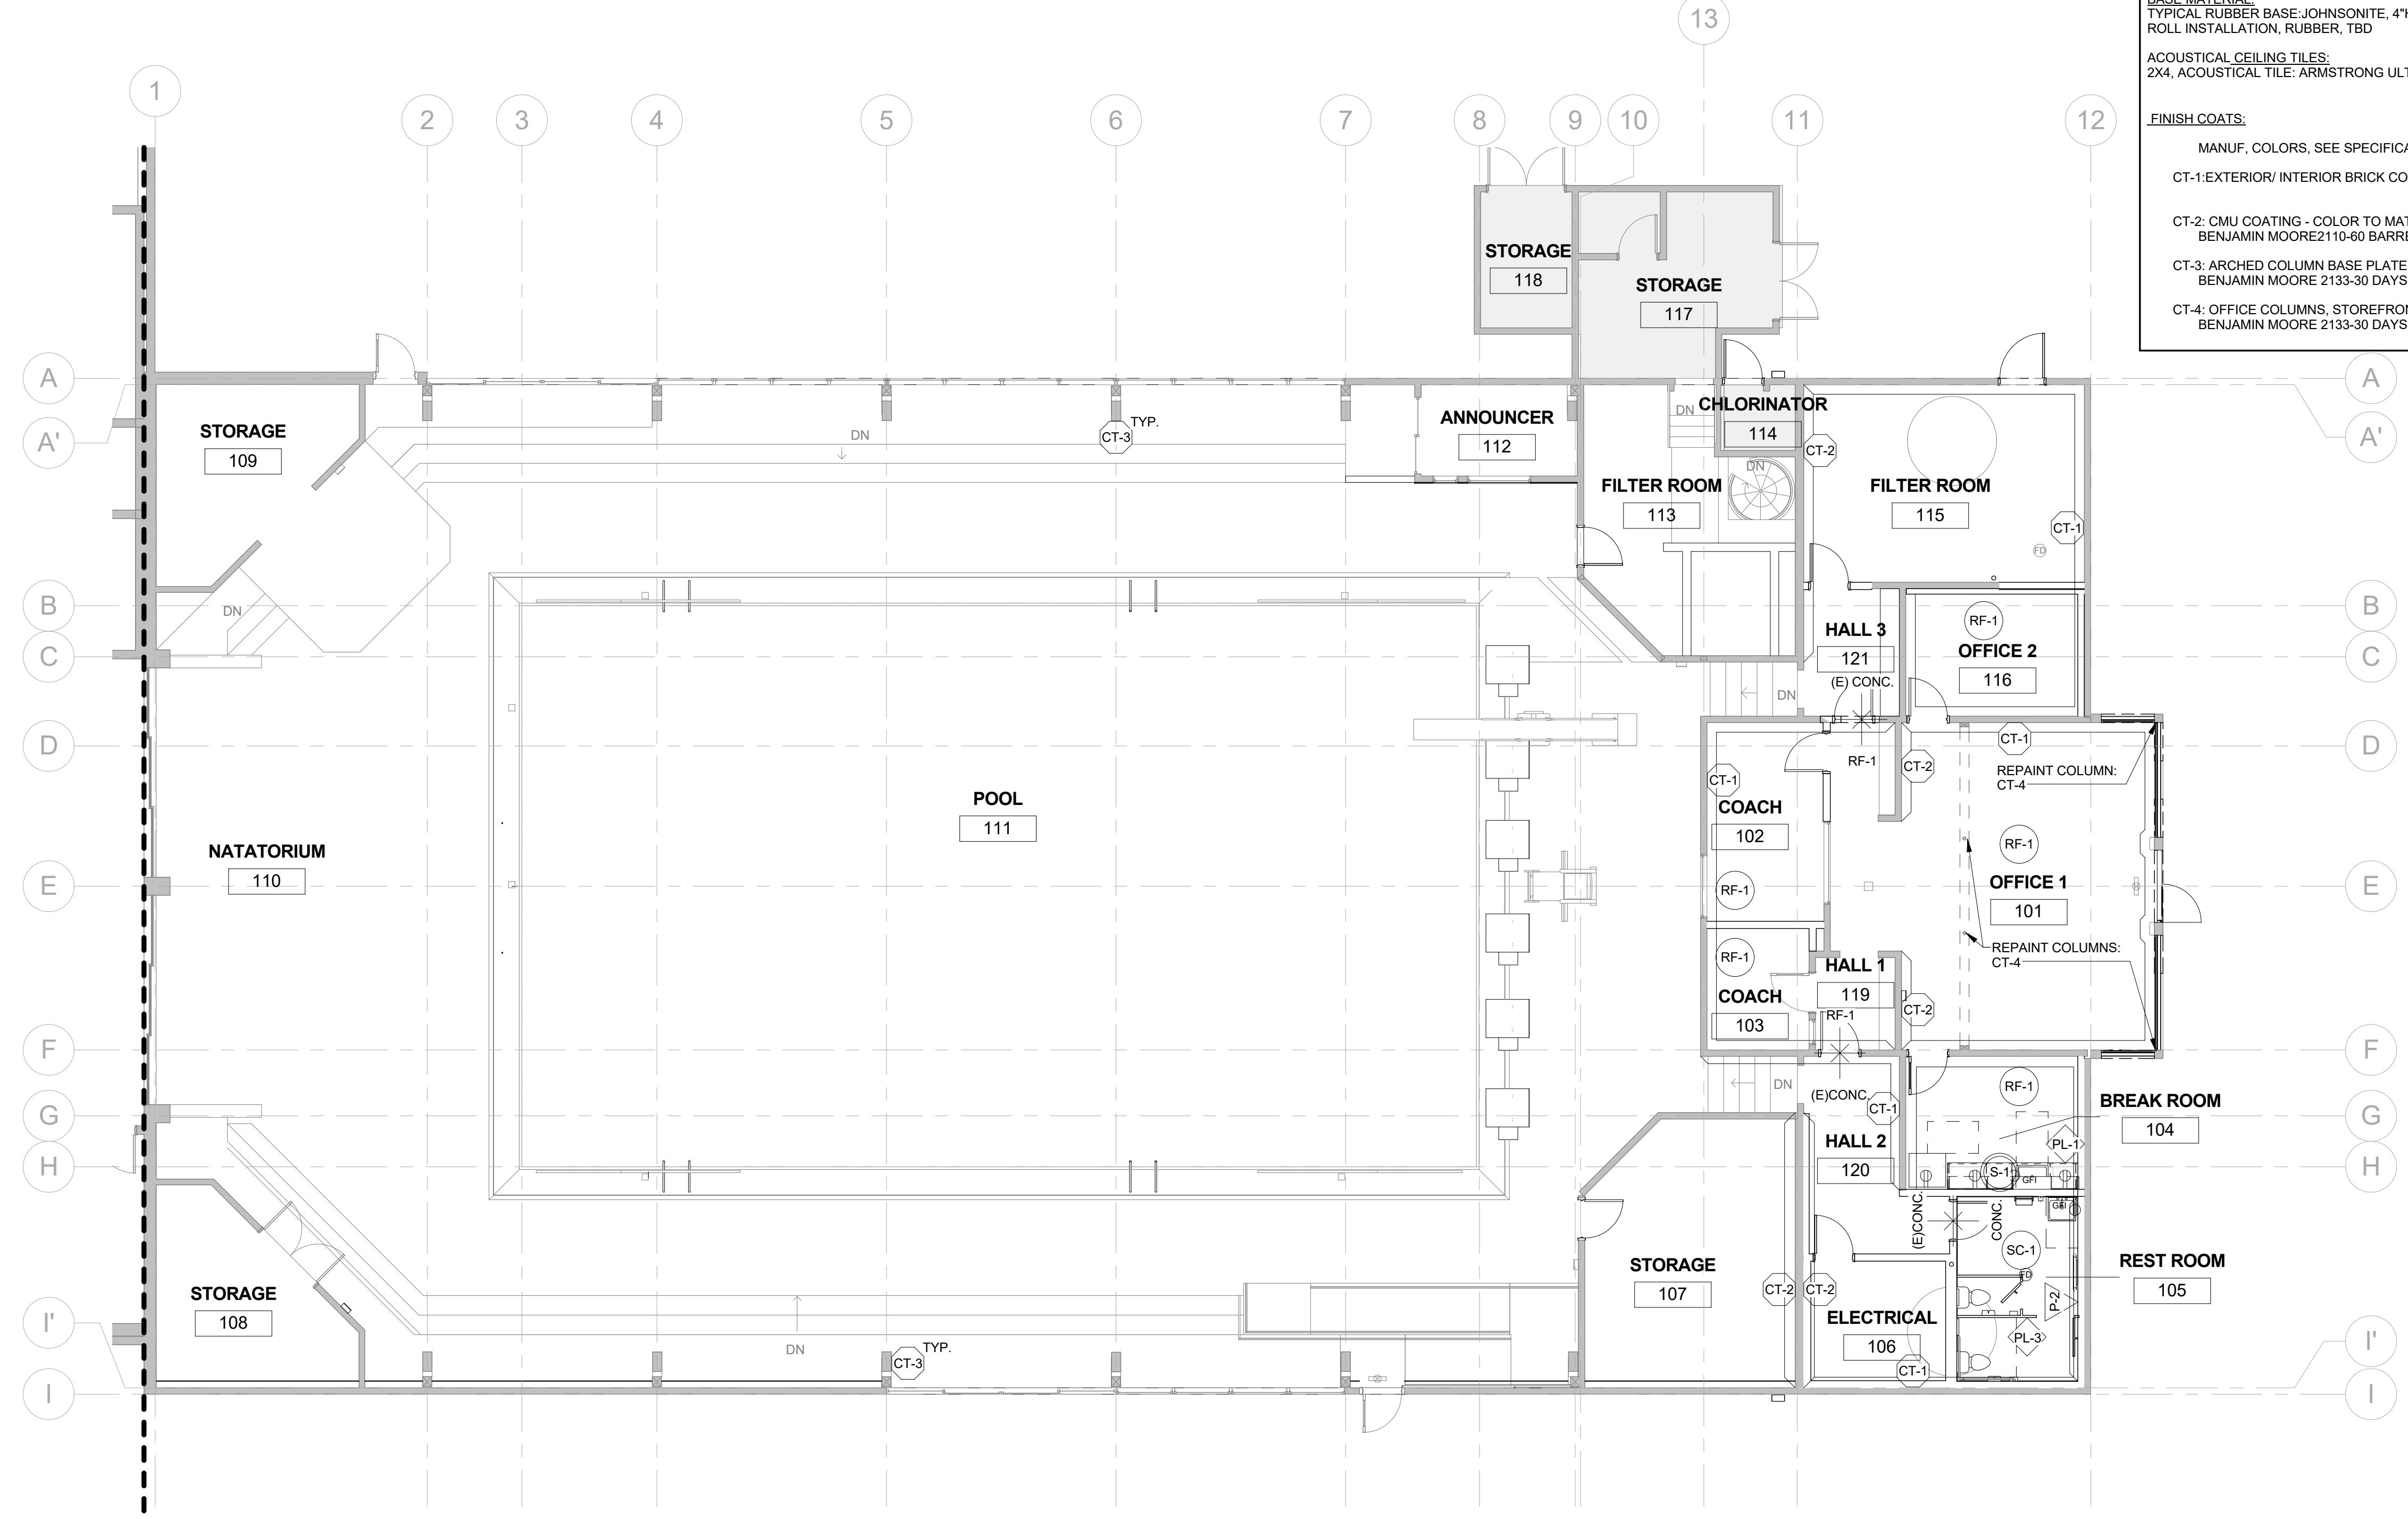 BASE MATERIAL:
TYPICAL RUBBER BASE:JOHNSONITE, 4"H
ROLL INSTALLATION, RUBBER, TBD
ACOUSTICAL CEILING TILES:
2X4, ACOUSTICAL TILE: ARMSTRONG ULT
FINISH COATS:
MANUF, COLORS, SEE SPECIFICA
CT-1:EXTERIOR/ INTERIOR BRICK CO
CT-2: CMU COATING - COLOR TO MAT
BENJAMIN MOORE2110-60 BARRE
CT-3: ARCHED COLUMN BASE PLATE
BENJAMIN MOORE 2133-30 DAYS
CT-4: OFFICE COLUMNS, STOREFRON
BENJAMIN MOORE 2133-30 DAYS
13
1
2
3
4
5
6
7
8
9
10
11
12
STORAGE
118
STORAGE
117
A
A
A'
A'
STORAGE
109
DN
CT-3
TYP.
ANNOUNCER
112
DN
CHLORINATOR
114
CT-2
DN
FILTER ROOM
113
FILTER ROOM
115
CT-1
FD
B
B
DN
RF-1
HALL 3
121
(E) CONC.
OFFICE 2
116
C
C
DN
D
D
CT-1
CT-2
RF-1
CT-1
REPAINT COLUMN:
CT-4
POOL
111
COACH
102
RF-1
NATATORIUM
110
E
E
RF-1
OFFICE 1
101
REPAINT COLUMNS:
CT-4
RF-1
HALL 1
119
RF-1
COACH
103
CT-2
F
F
DN
(E)CONC.
CT-1
RF-1
BREAK ROOM
104
G
G
PL-1
H
H
HALL 2
120
S-1
GFI
GFI
(E)CONC.
CONC.
SC-1
FD
REST ROOM
105
STORAGE
107
CT-2
CT-2
P-2
STORAGE
108
ELECTRICAL
106
PL-3
CT-1
I'
I'
DN
CT-3
TYP.
I
I